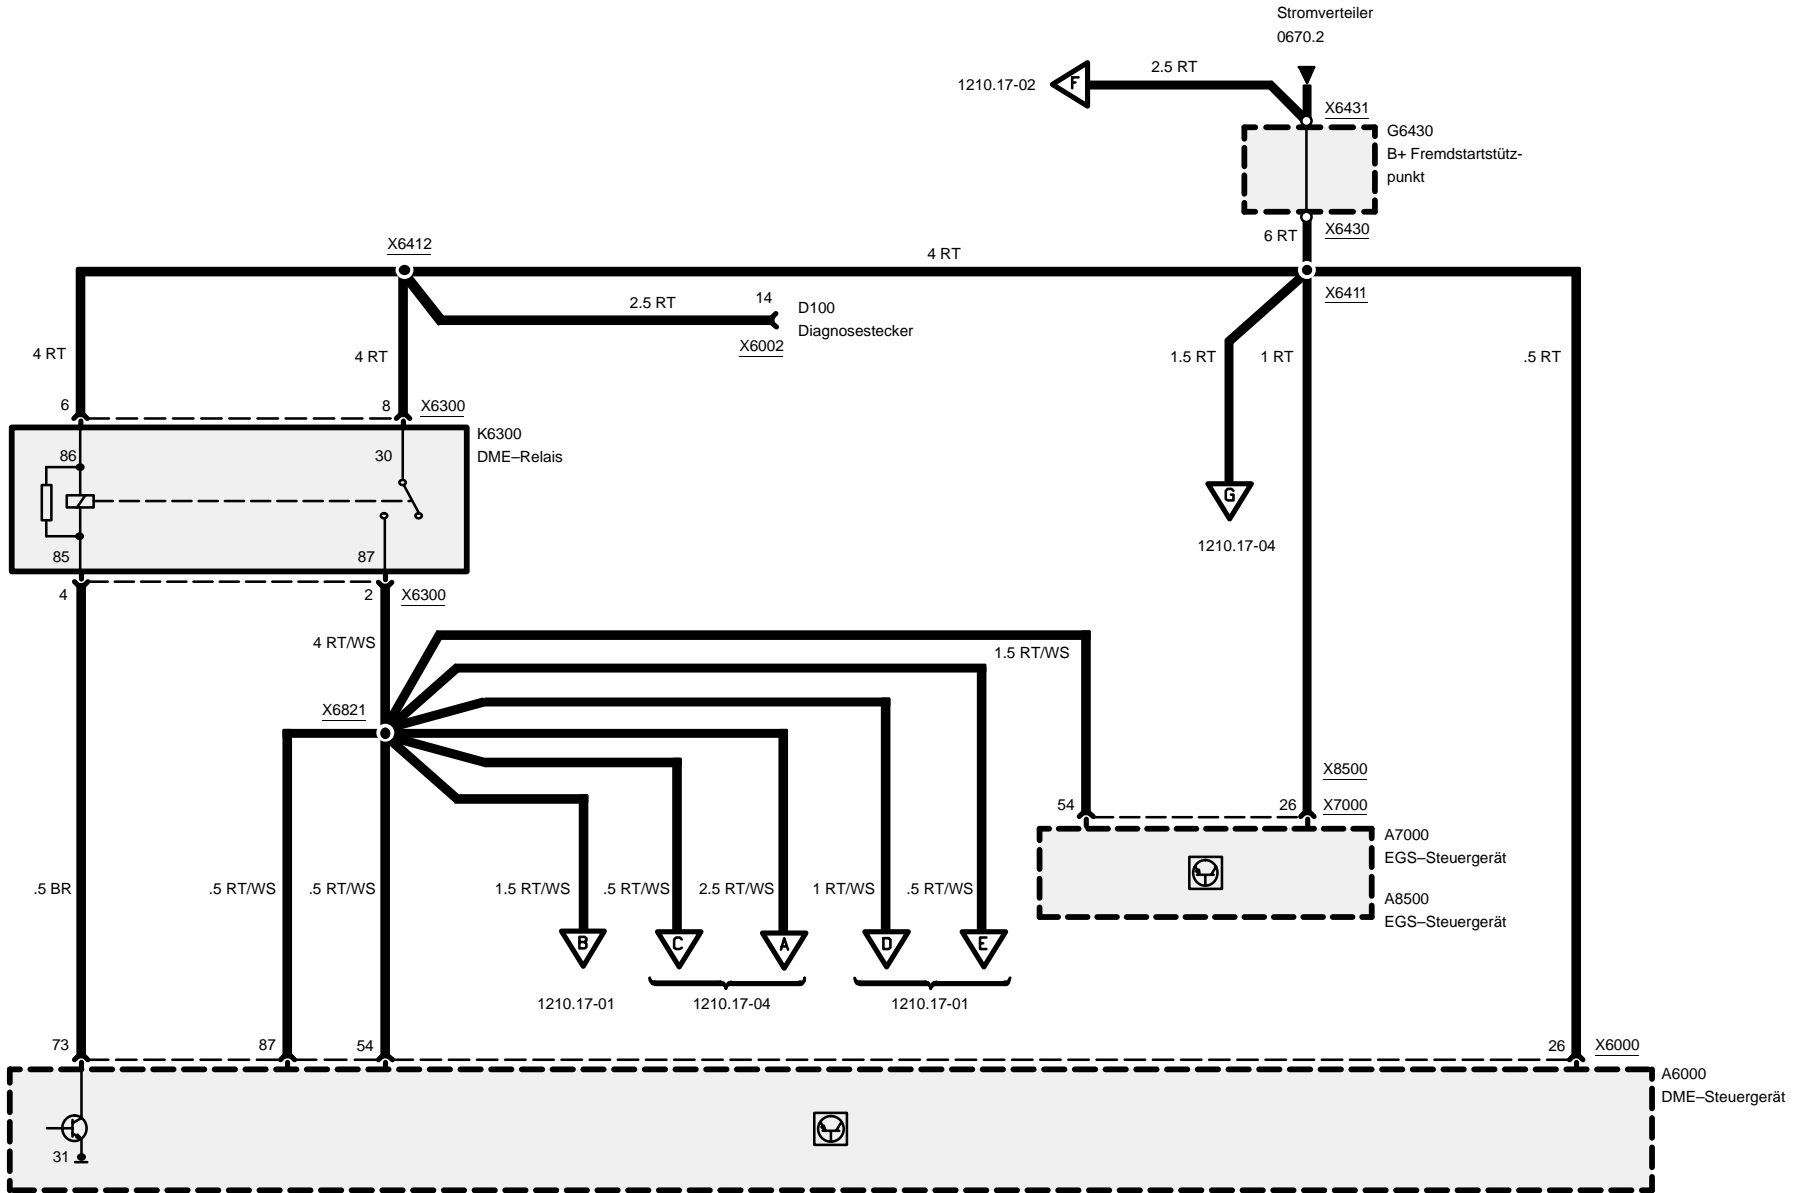 Stromverteiler
0670.2
2.5 RT
1210.17-02
F
X6431
G6430
B+ Fremdstartstütz-
punkt
6 RT
X6430
X6412
4 RT
X6411
2.5 RT
14
D100
Diagnosestecker
X6002
4 RT
4 RT
1.5 RT
1 RT
.5 RT
6
8
X6300
K6300
DME–Relais
86
30
G
1210.17-04
85
87
4
2
X6300
4 RT/WS
1.5 RT/WS
X6821
X8500
54
26
X7000
A7000
EGS–Steuergerät
A8500
EGS–Steuergerät
.5 BR
.5 RT/WS
.5 RT/WS
1.5 RT/WS
.5 RT/WS
2.5 RT/WS
1 RT/WS
.5 RT/WS
B
C
A
D
E
1210.17-01
1210.17-04
1210.17-01
73
87
54
26
X6000
A6000
DME–Steuergerät
31